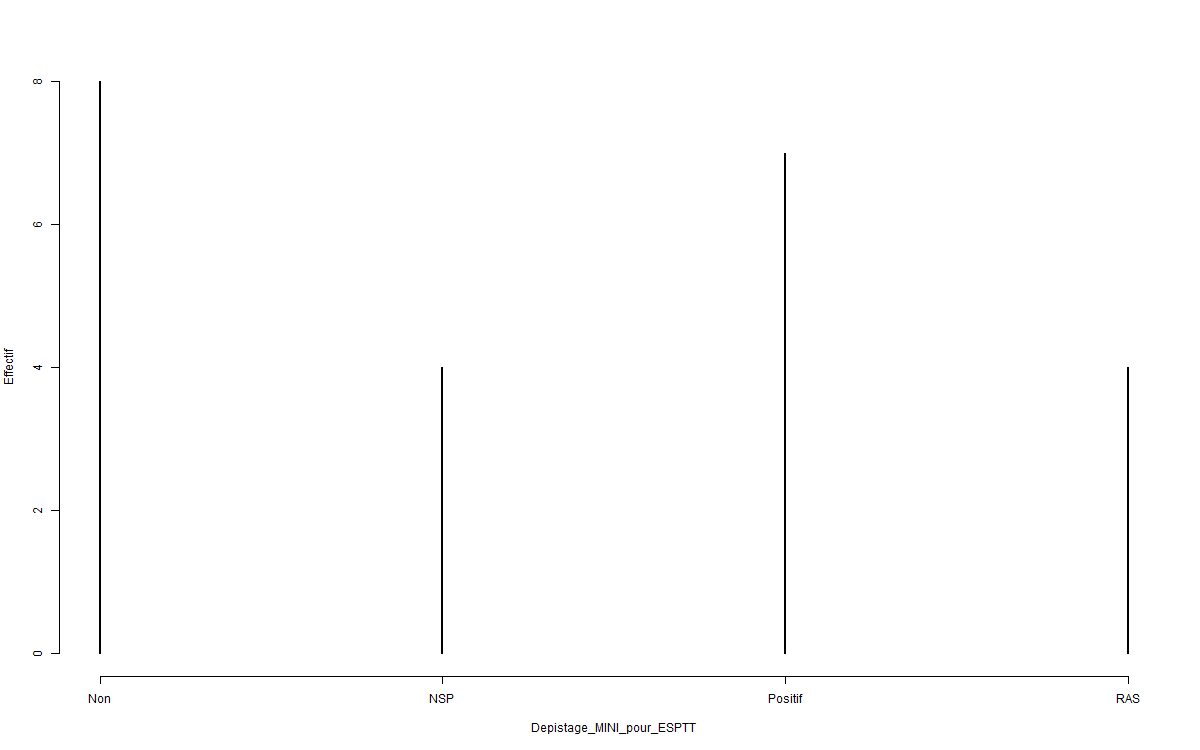 8
6
4
2
0
Effectif
Non NSP Positif RAS
Depistage_MINI_pour_ESPTT